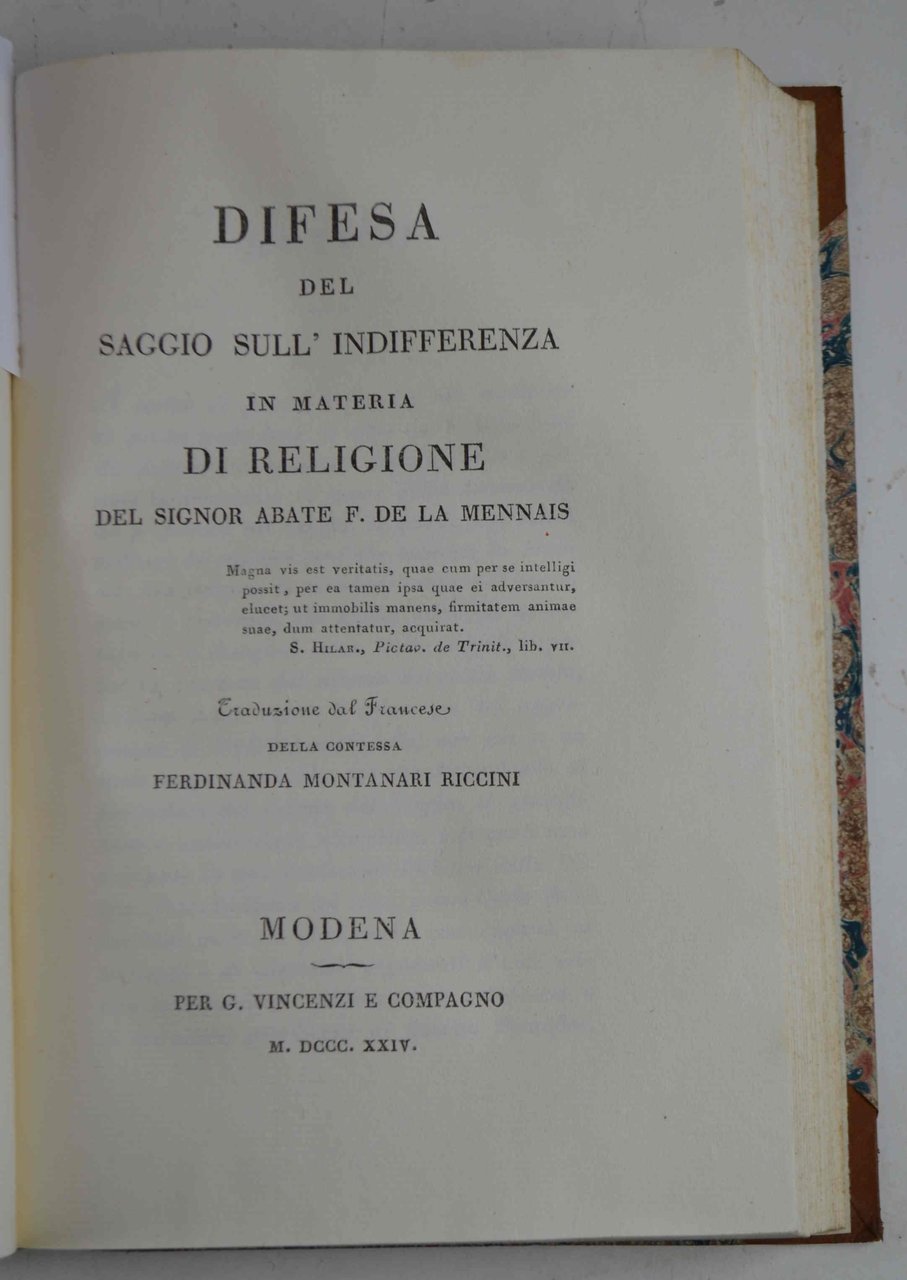 DIFESA
DEL
SAGGIO SULL' INDIFFERENZA
IN MATERIA
DI RELIGIONE
DEL SIGNOR ABATE F. DE LA MENNAIS
Magna vis est veritatis, quae cum per se intelligi
possit, per ea tamen ipsa quae ei adversantur,
elucet; ut immobilis manens, firmitatem animae
suae, dum attentatur, acquirat.
S. HILAR., Pictav. de Trinit., lib. VII.
Traduzione dal Francese
DELLA CONTESSA
FERDINANDA MONTANARI RICCINI
MODENA
PER G. VINCENZI E COMPAGNO
M. DCCC. XXIV.